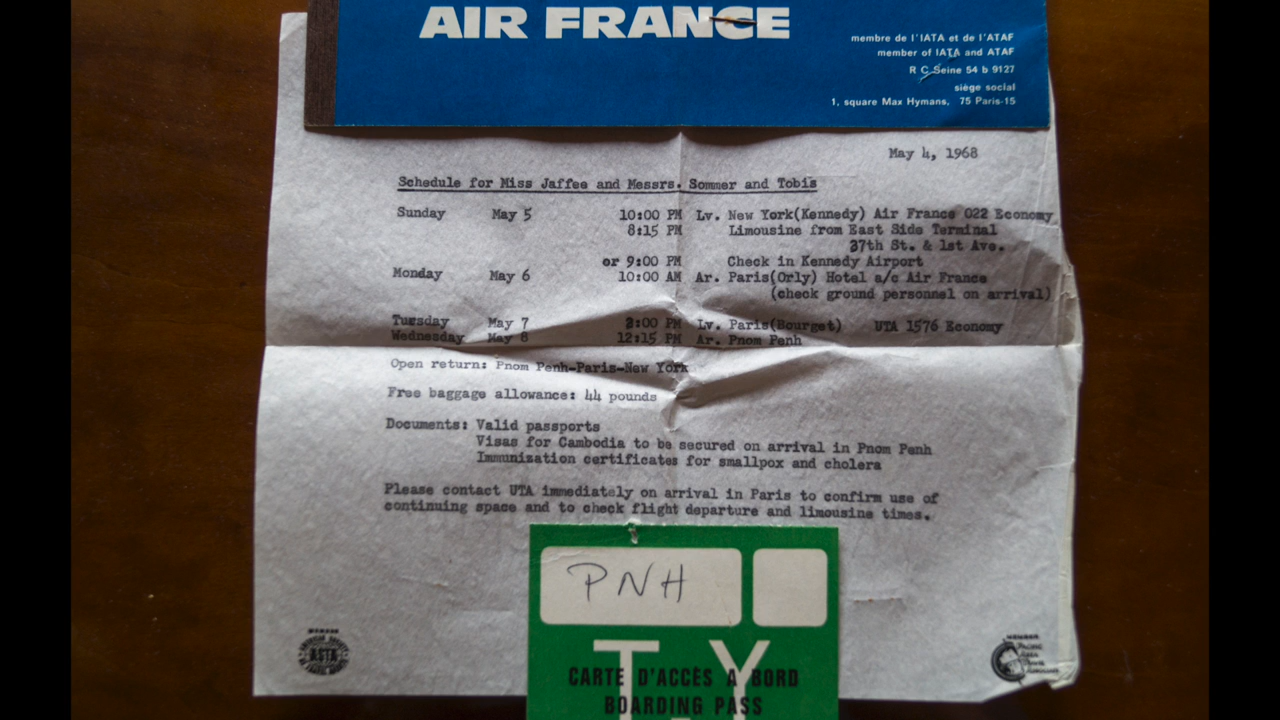 AIR FRANCE
membre de l'IATA et de l'ATAF
member of IATA and ATAF
R C Seine 54 b 9127
siège social
1, square Max Hymans, 75 Paris-15
May 4, 1968
Schedule for Miss Jaffee and Messrs. Sommer and Tobis
Sunday May 5 10:00 PM Lv. New York(Kennedy) Air France 022 Economy
8:15 PM Limousine from East Side Terminal
37th St. & 1st Ave.
or 9:00 PM Check in Kennedy Airport
Monday May 6 10:00 AM Ar. Paris(Orly) Hotel a/c Air France
(check ground personnel on arrival)
Tuesday May 7 2:00 PM Lv. Paris(Bourget) UTA 1576 Economy
Wednesday May 8 12:15 PM Ar. Pnom Penh
Open return: Pnom Penh-Paris-New York
Free baggage allowance: 44 pounds
Documents: Valid passports
Visas for Cambodia to be secured on arrival in Pnom Penh
Immunization certificates for smallpox and cholera
Please contact UTA immediately on arrival in Paris to confirm use of
continuing space and to check flight departure and limousine times.
PNH
T Y
CARTE D'ACCÈS A BORD
BOARDING PASS
MEMBER
ASTA
MEMBER